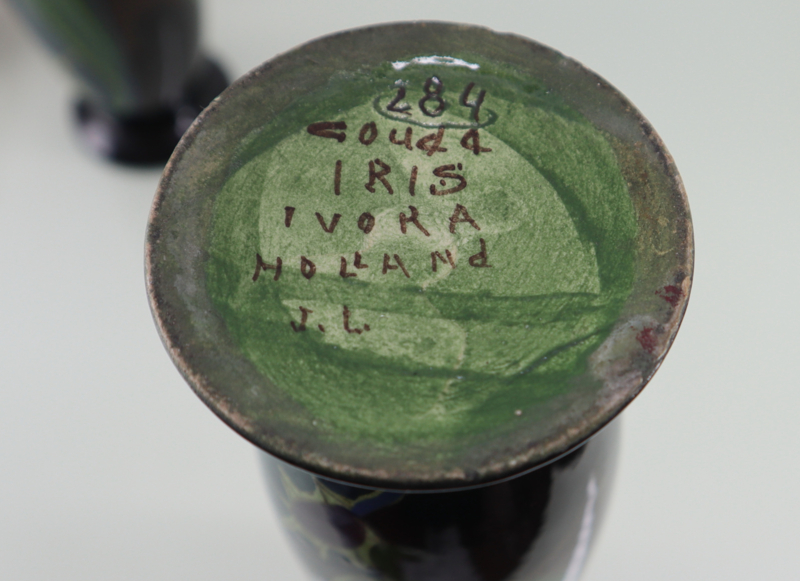 284
GOUdA
IRIS
IVORA
HOLLANd
J.L.